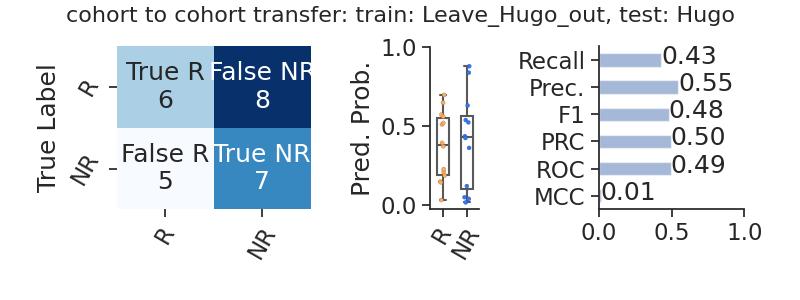 cohort to cohort transfer: train: Leave_Hugo_out, test: Hugo
True Label
R
NR
True R
6
False NR
8
False R
5
True NR
7
R
NR
Pred. Prob.
1.0
0.5
0.0
R
NR
Recall 0.43
Prec. 0.55
F1 0.48
PRC 0.50
ROC 0.49
MCC 0.01
0.0 0.5 1.0